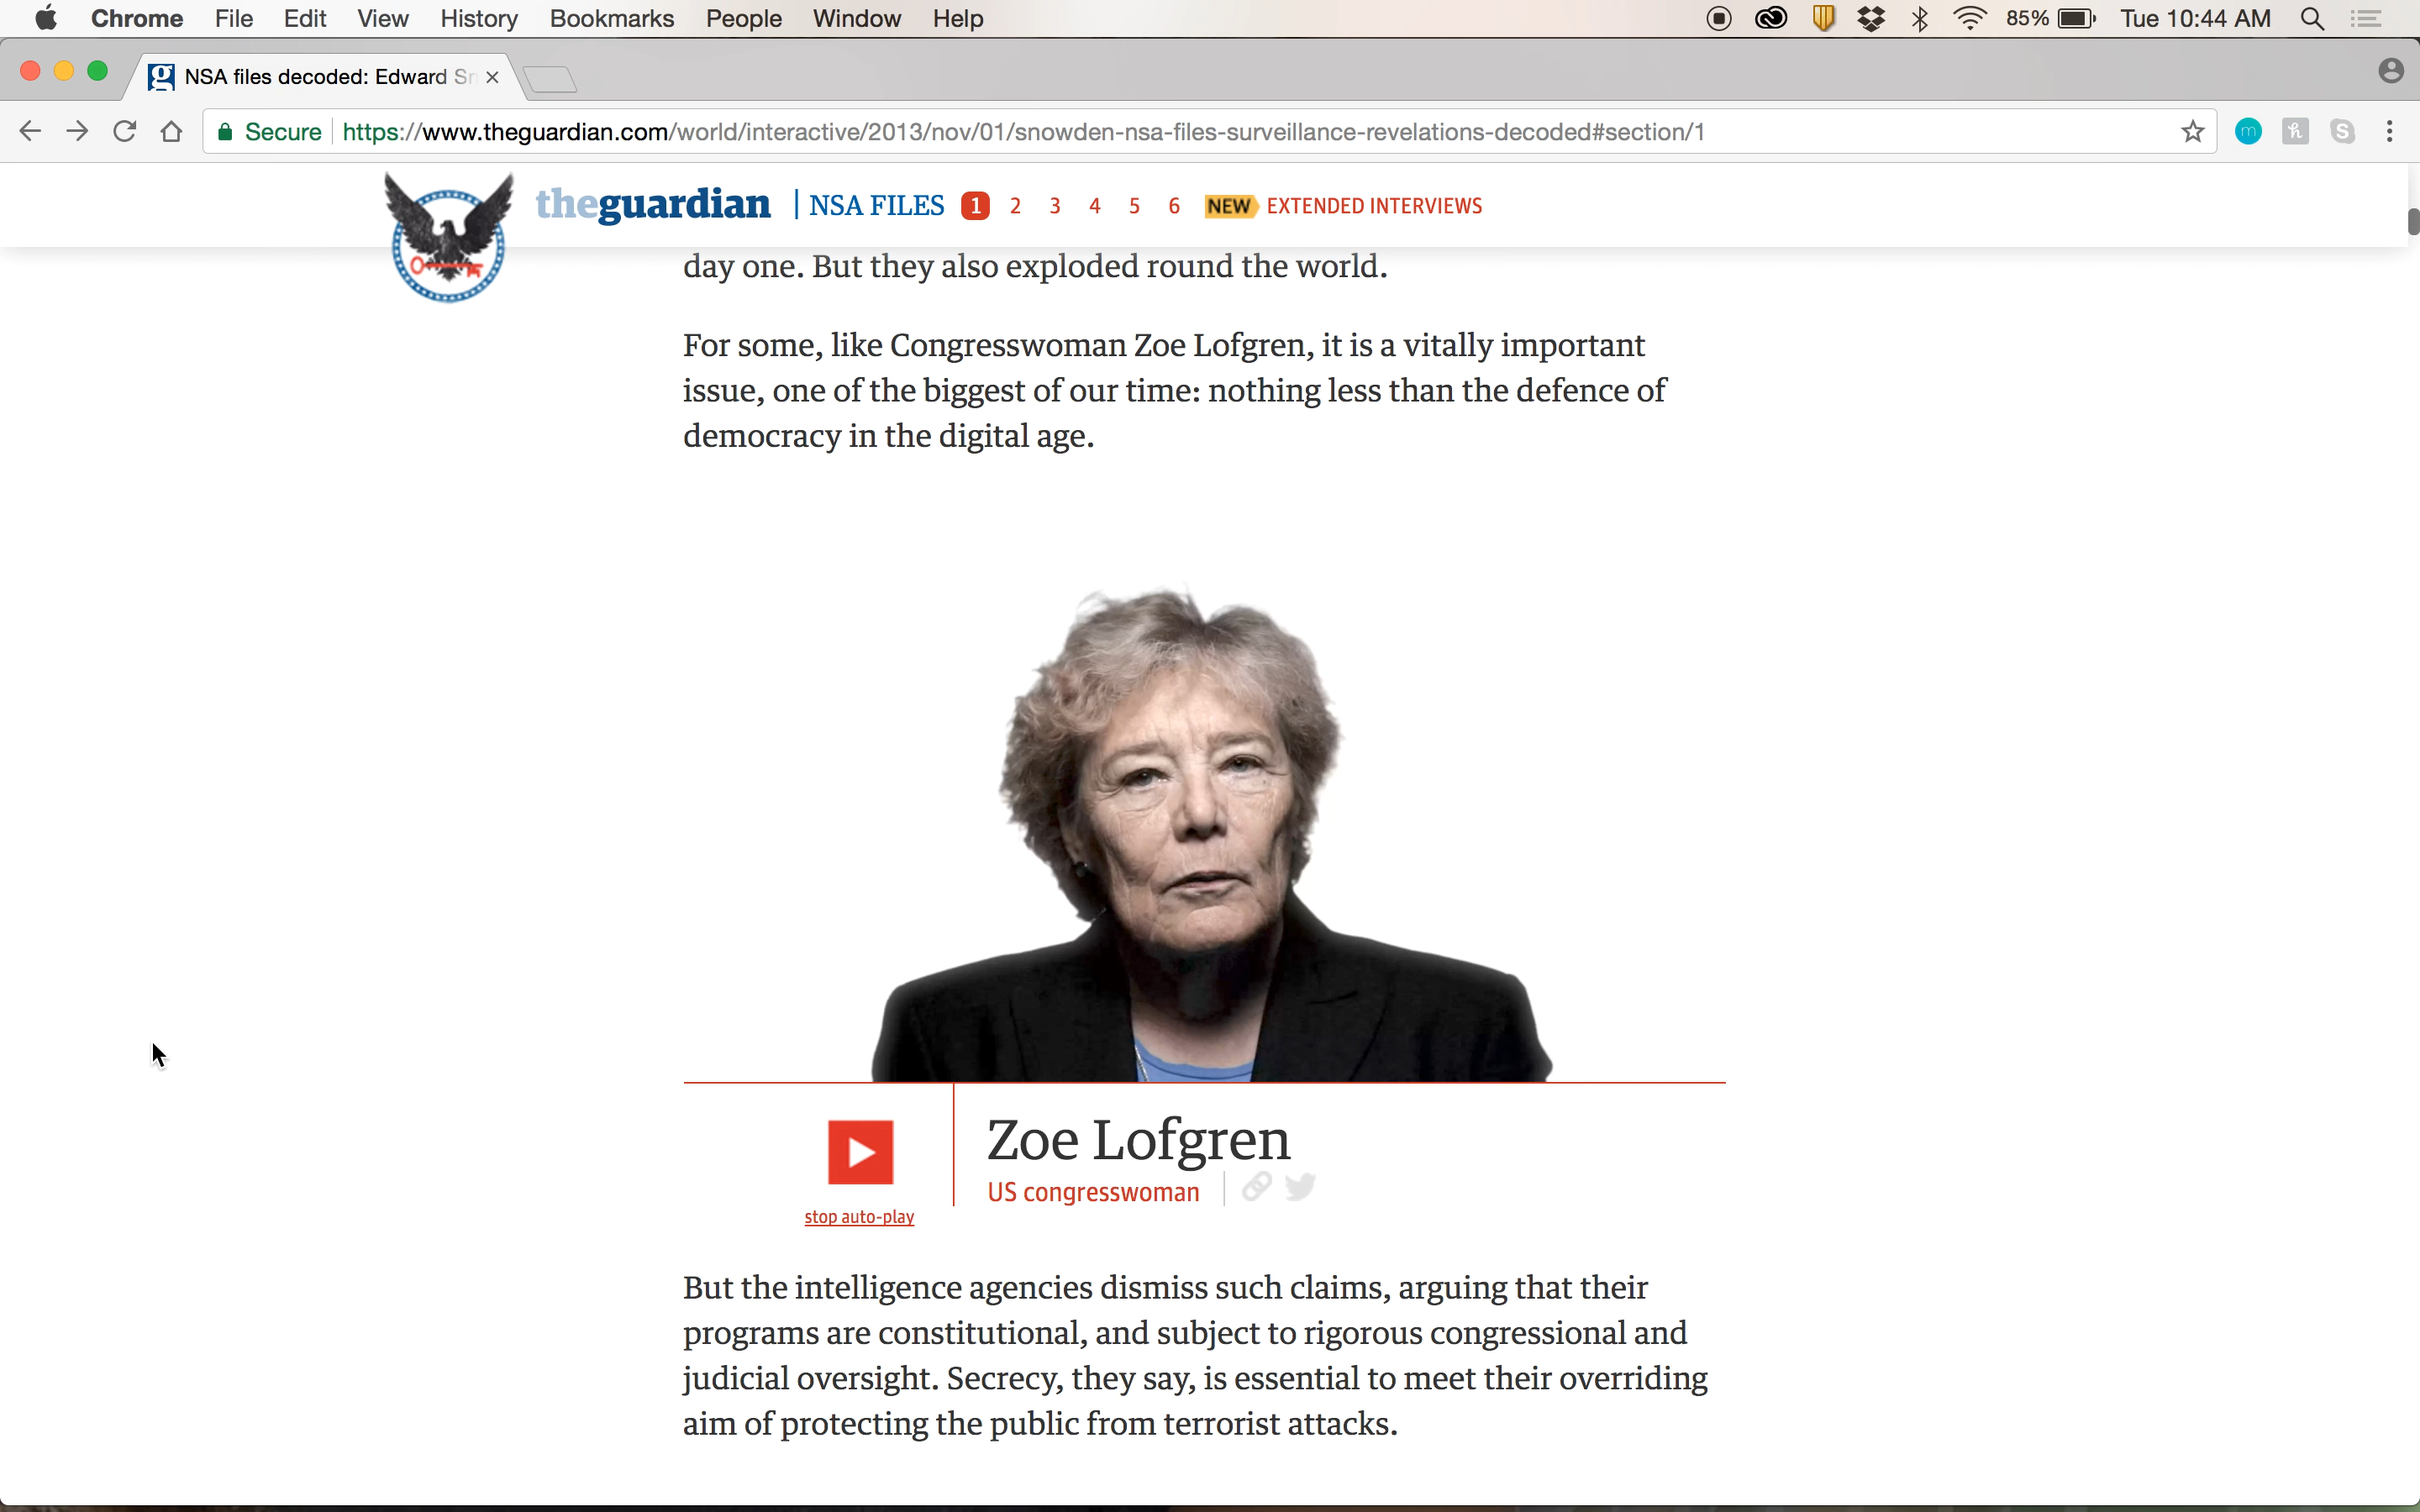 Chrome File Edit View History Bookmarks People Window Help 85% Tue 10:44 AM
NSA files decoded: Edward Sn
Secure https://www.theguardian.com/world/interactive/2013/nov/01/snowden-nsa-files-surveillance-revelations-decoded#section/1
theguardian NSA FILES 1 2 3 4 5 6 NEW EXTENDED INTERVIEWS
day one. But they also exploded round the world.
For some, like Congresswoman Zoe Lofgren, it is a vitally important
issue, one of the biggest of our time: nothing less than the defence of
democracy in the digital age.
Zoe Lofgren
US congresswoman
stop auto-play
But the intelligence agencies dismiss such claims, arguing that their
programs are constitutional, and subject to rigorous congressional and
judicial oversight. Secrecy, they say, is essential to meet their overriding
aim of protecting the public from terrorist attacks.